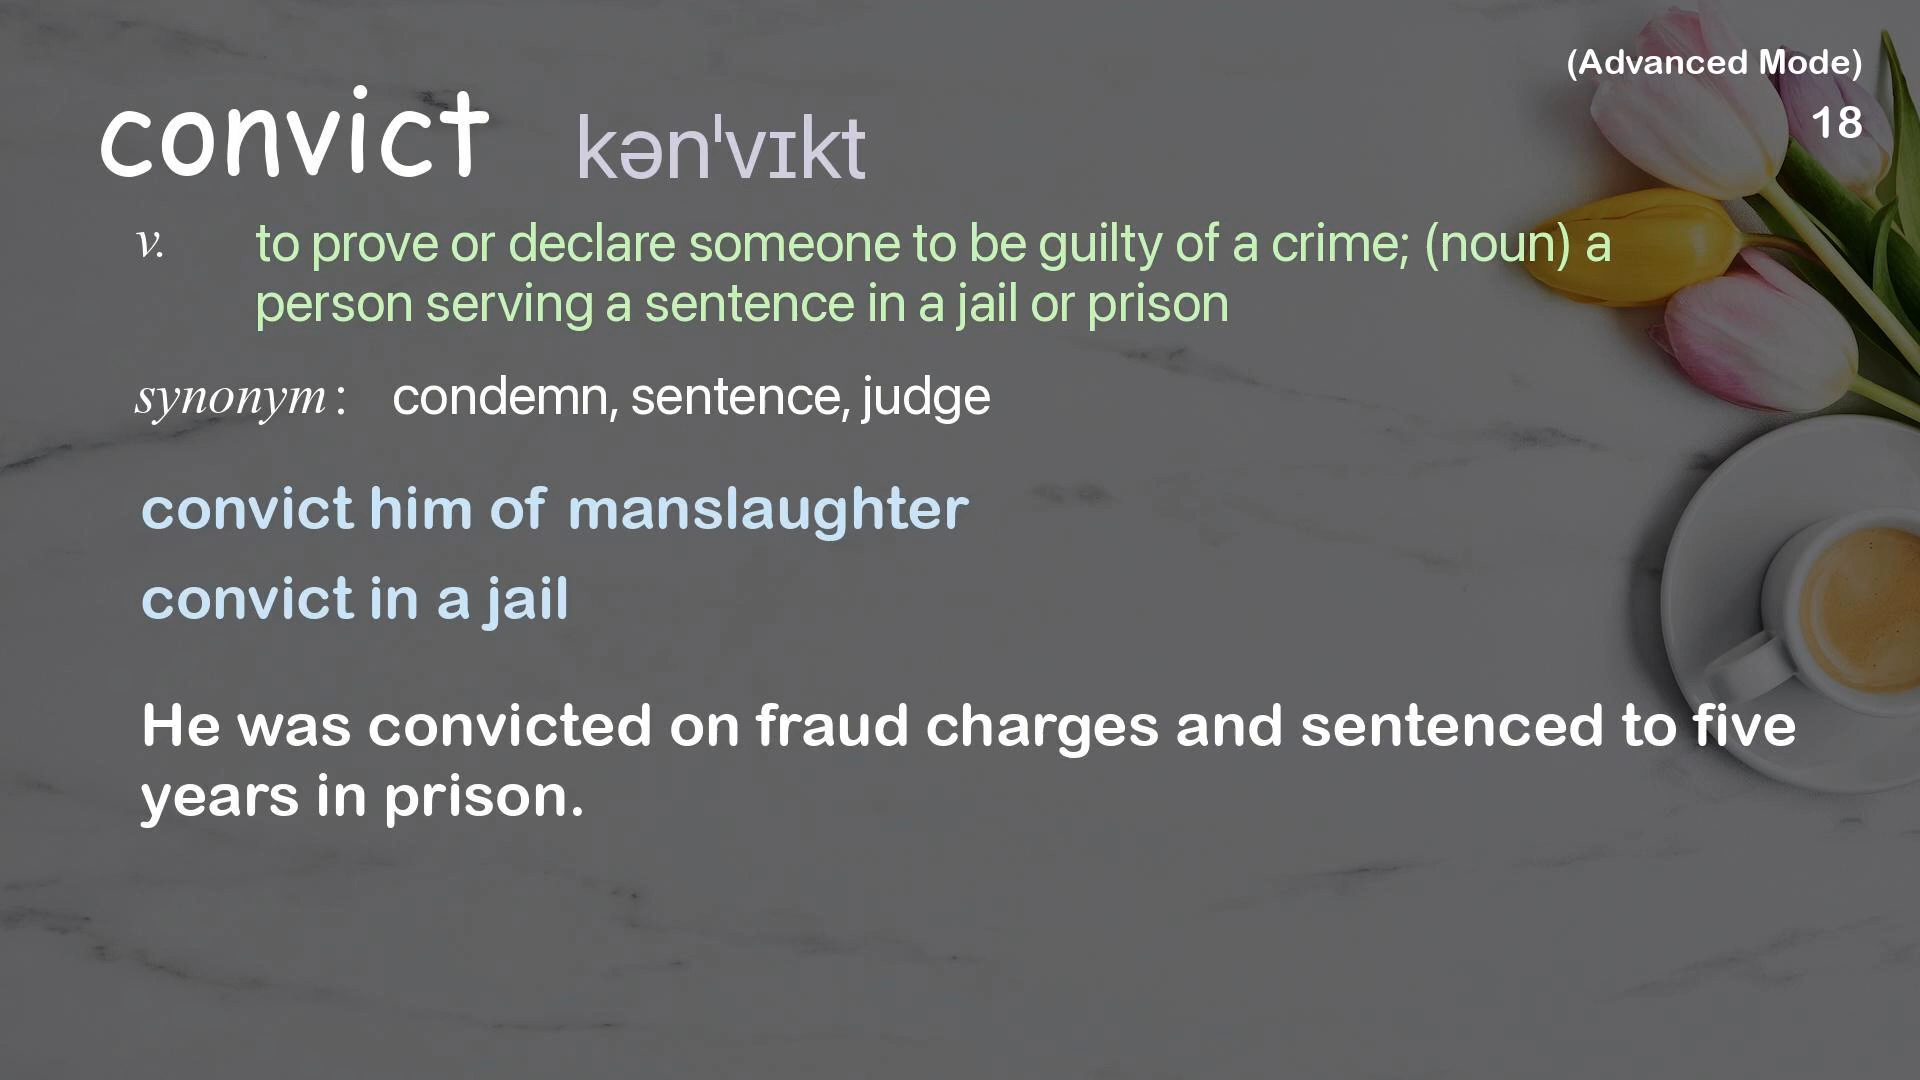 (Advanced Mode)
18
convict kən'vɪkt
v. to prove or declare someone to be guilty of a crime; (noun) a
person serving a sentence in a jail or prison
synonym: condemn, sentence, judge
convict him of manslaughter
convict in a jail
He was convicted on fraud charges and sentenced to five
years in prison.